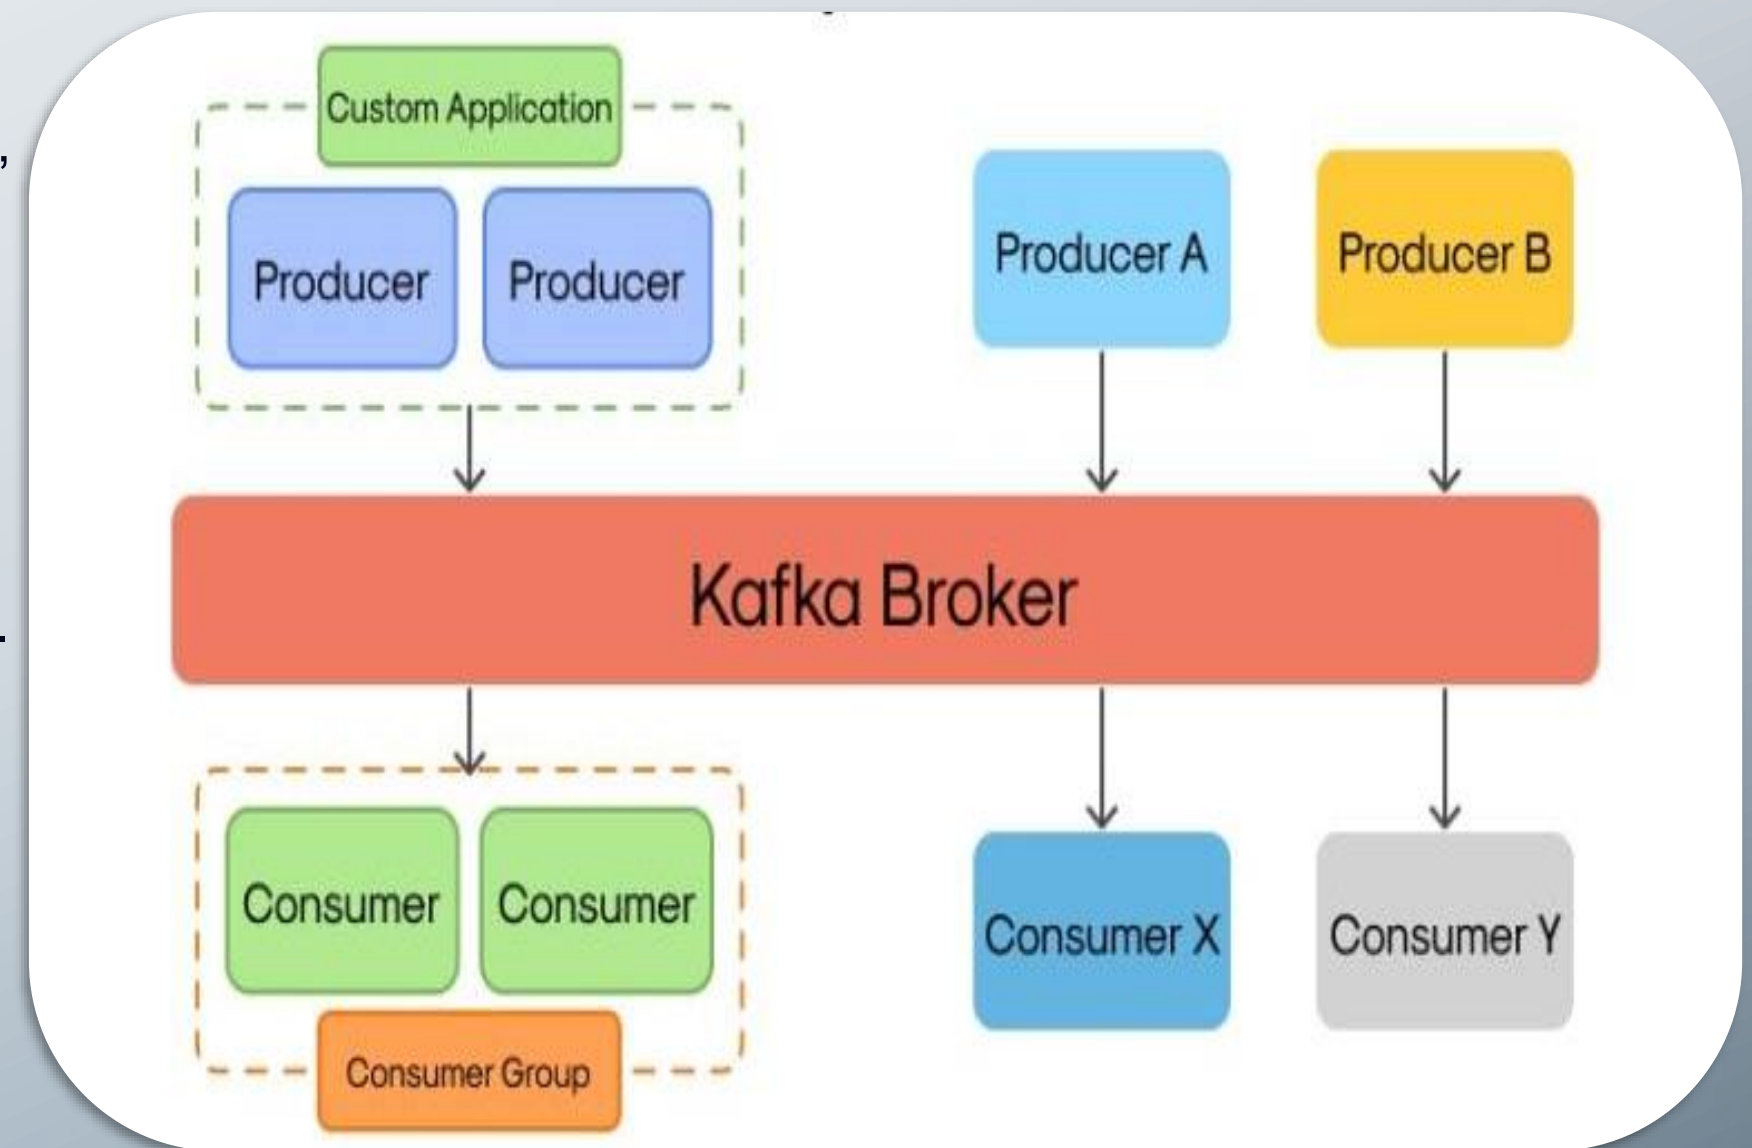 Custom Application
Producer
Producer
Producer A
Producer B
Kafka Broker
Consumer
Consumer
Consumer X
Consumer Y
Consumer Group